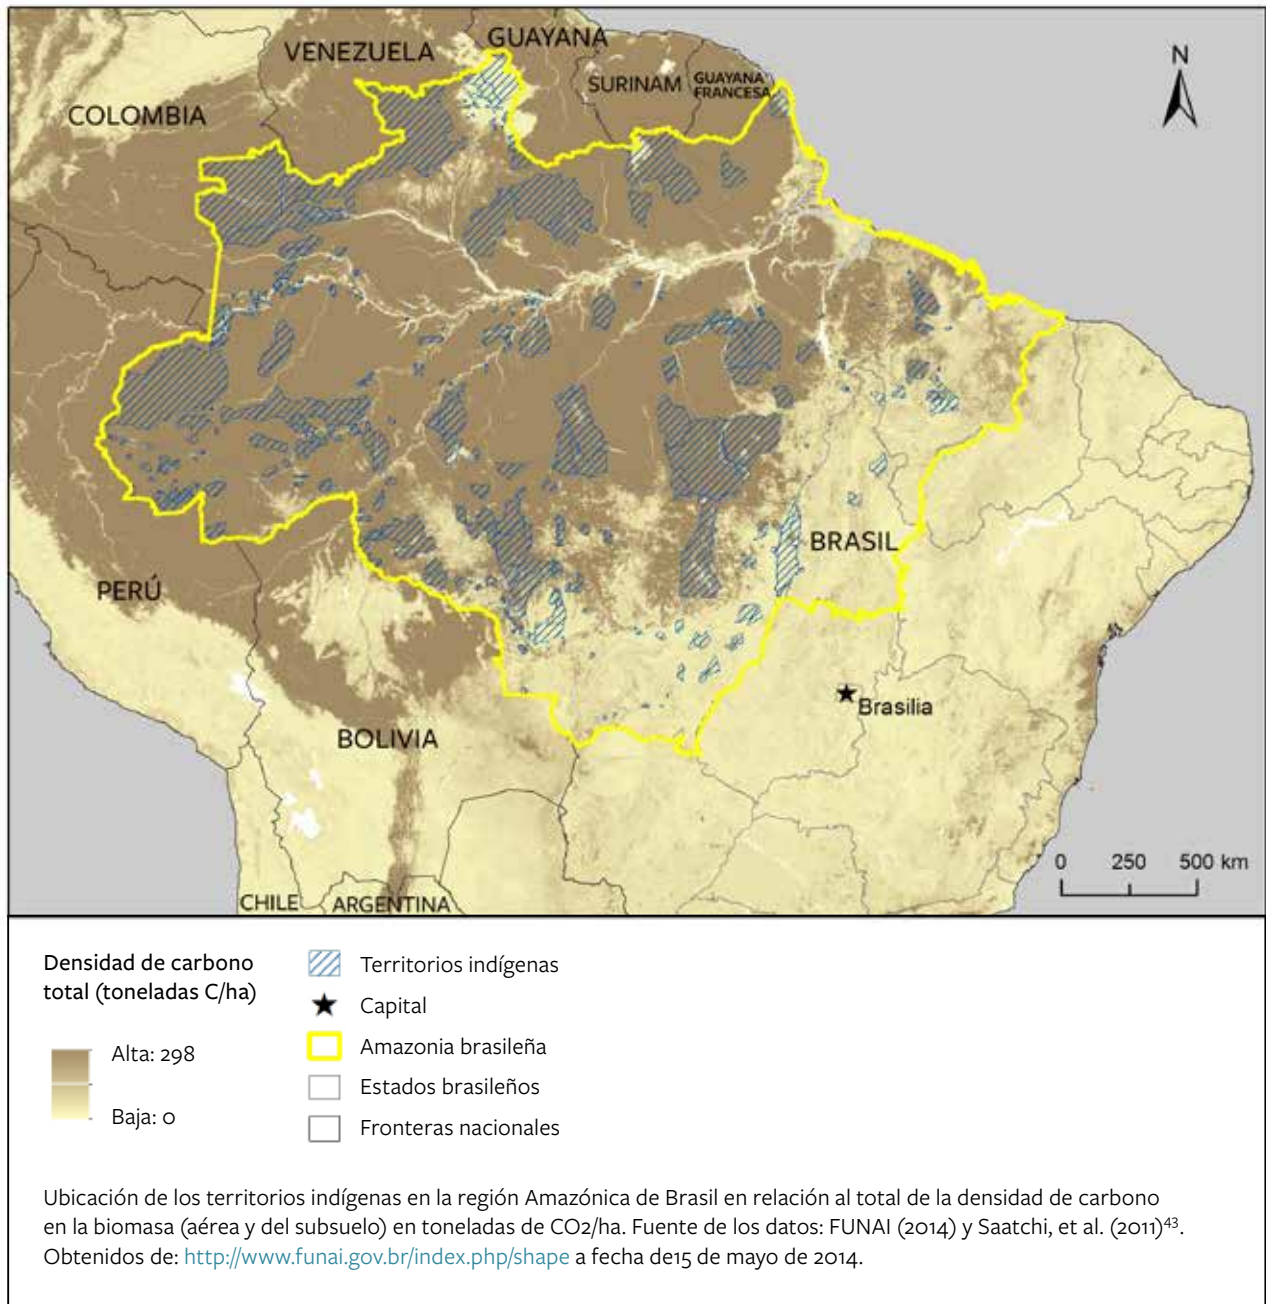 VENEZUELA
GUAYANA
SURINAM
GUAYANA
FRANCESA
N
COLOMBIA
BRASIL
PERÚ
Brasilia
BOLIVIA
0 250 500 km
CHILE
ARGENTINA
Densidad de carbono
total (toneladas C/ha)
Alta: 298
Baja: 0
Territorios indígenas
Capital
Amazonia brasileña
Estados brasileños
Fronteras nacionales
Ubicación de los territorios indígenas en la región Amazónica de Brasil en relación al total de la densidad de carbono
en la biomasa (aérea y del subsuelo) en toneladas de CO2/ha. Fuente de los datos: FUNAI (2014) y Saatchi, et al. (2011)⁴³.
Obtenidos de: http://www.funai.gov.br/index.php/shape a fecha de15 de mayo de 2014.